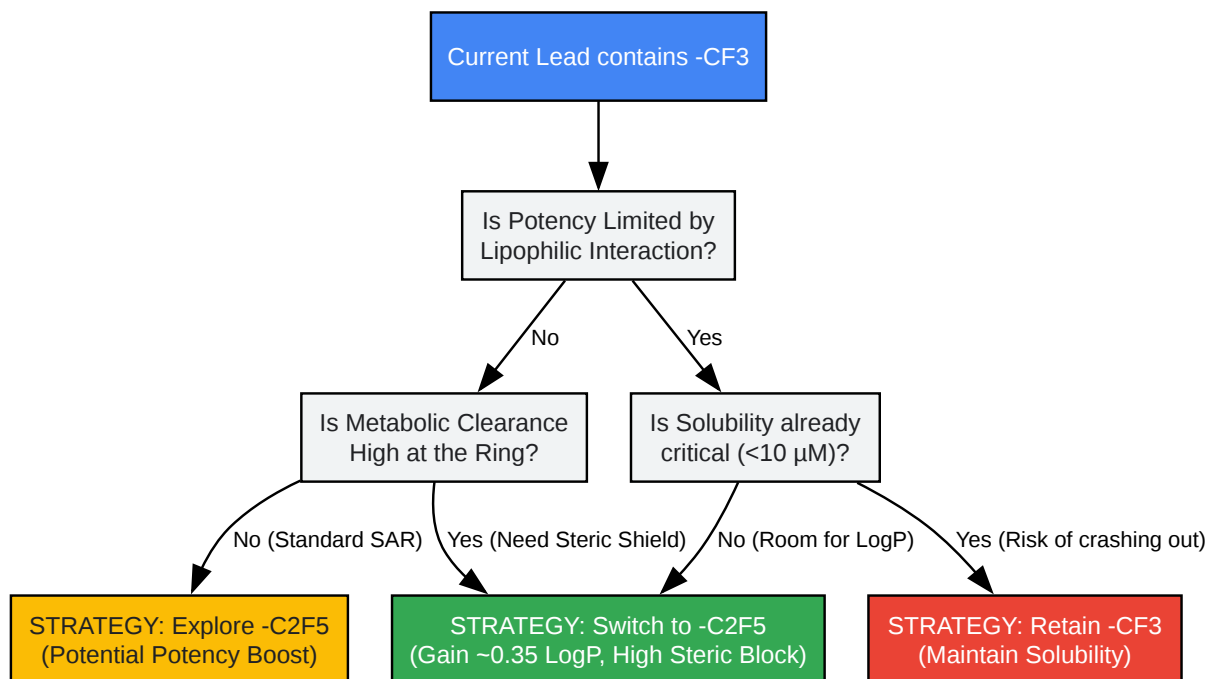 Current Lead contains -CF3
Is Potency Limited by
Lipophilic Interaction?
No
Yes
Is Metabolic Clearance
High at the Ring?
Is Solubility already
critical (<10 µM)?
No (Standard SAR)
Yes (Need Steric Shield)
No (Room for LogP)
Yes (Risk of crashing out)
STRATEGY: Explore -C2F5
(Potential Potency Boost)
STRATEGY: Switch to -C2F5
(Gain ~0.35 LogP, High Steric Block)
STRATEGY: Retain -CF3
(Maintain Solubility)